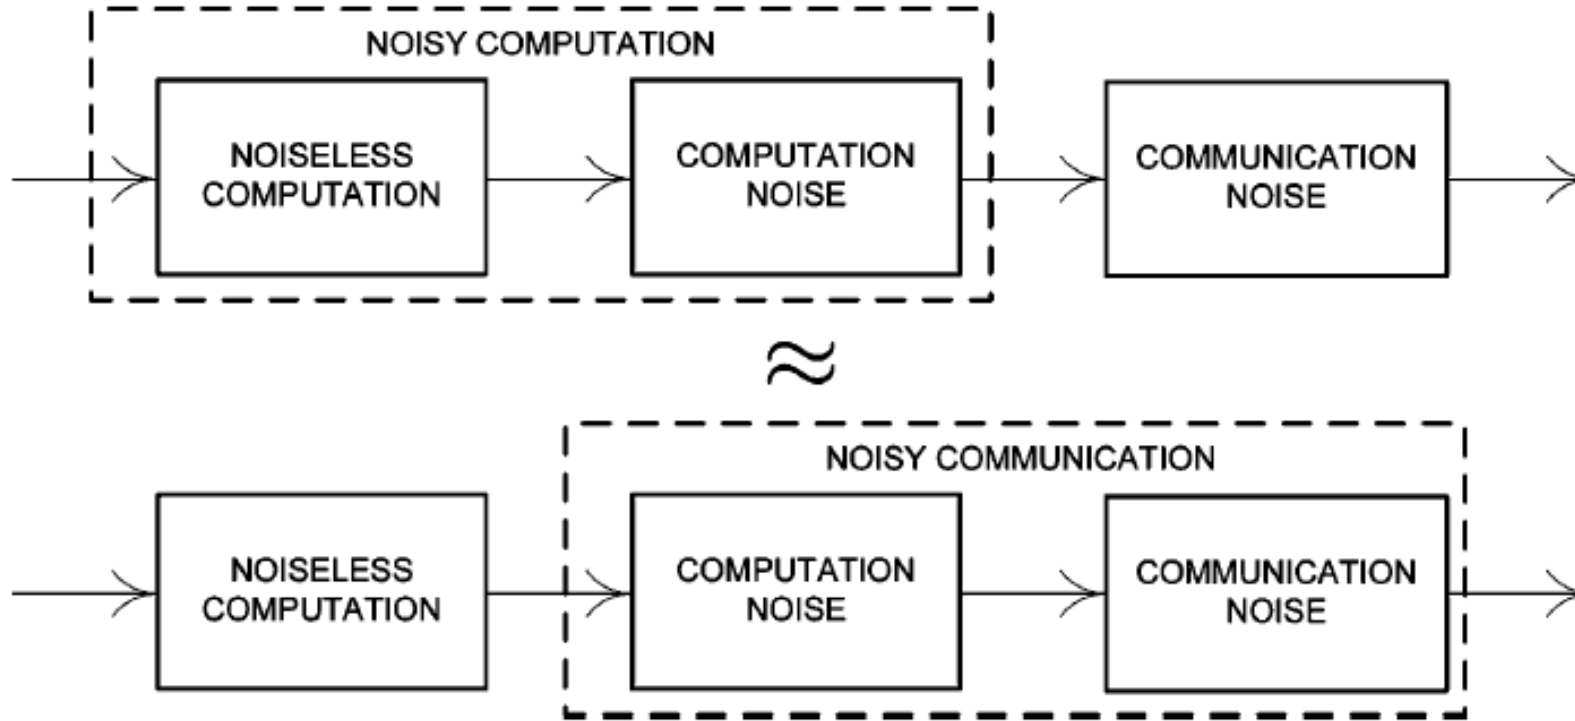 NOISY COMPUTATION
NOISELESS
COMPUTATION
COMPUTATION
NOISE
COMMUNICATION
NOISE
≈
NOISY COMMUNICATION
NOISELESS
COMPUTATION
COMPUTATION
NOISE
COMMUNICATION
NOISE